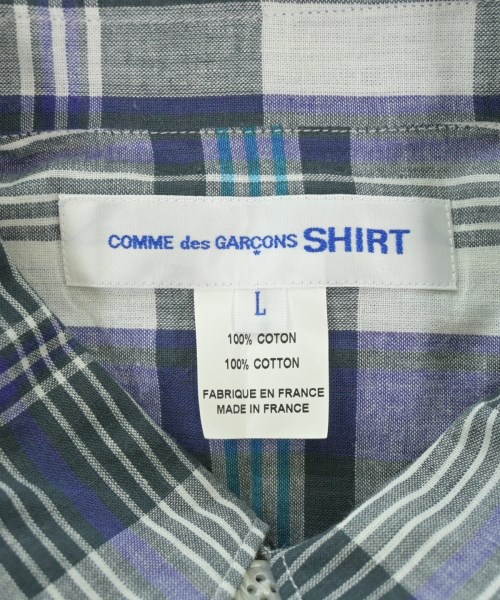 COMME des GARÇONS SHIRT
L
100% COTON
100% COTTON
FABRIQUE EN FRANCE
MADE IN FRANCE